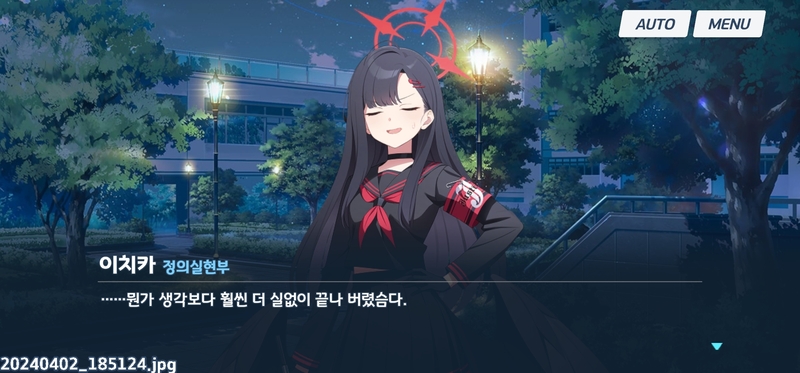 AUTO MENU
이치카 정의실현부
……뭔가 생각보다 훨씬 더 실없이 끝나 버렸슴다.
20240402_185124.jpg